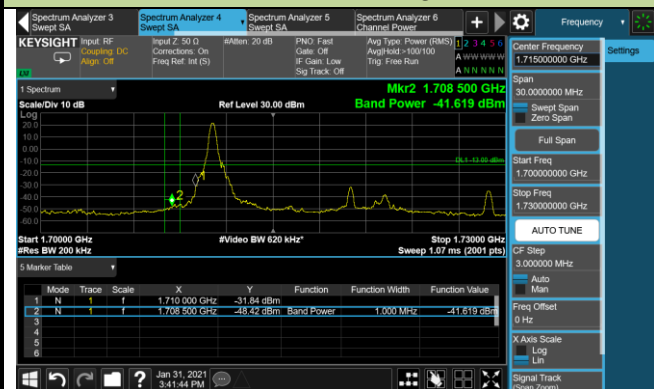 Spectrum Analyzer 3
Swept SA
Spectrum Analyzer 4
Swept SA
Spectrum Analyzer 5
Swept SA
Spectrum Analyzer 6
Channel Power
Frequency
KEYSIGHT
Input: RF
Coupling: DC
Align: Off
Input Z: 50 Ω
Corrections: On
Freq Ref: Int (S)
#Atten: 20 dB
PNO: Fast
Gate: Off
IF Gain: Low
Sig Track: Off
Avg Type: Power (RMS)
Avg|Hold:>100/100
Trig: Free Run
1 2 3 4 5 6
A W W W W W
A N N N N N
1 Spectrum
Scale/Div 10 dB
Ref Level 30.00 dBm
Mkr2 1.708 500 GHz
Band Power -41.619 dBm
Log
20.0
10.0
0.00
-10.0
-20.0
-30.0
-40.0
-50.0
-60.0
DL1 -13.00 dBm
2
Start 1.70000 GHz
#Video BW 620 kHz*
Stop 1.73000 GHz
#Res BW 200 kHz
Sweep 1.07 ms (2001 pts)
5 Marker Table
Mode Trace Scale X Y Function Function Width Function Value
1 N 1 f 1.710 000 GHz -31.84 dBm
2 N 1 f 1.708 500 GHz -48.42 dBm Band Power 1.000 MHz -41.619 dBm
3
4
5
6
Jan 31, 2021
3:41:44 PM
Center Frequency
1.715000000 GHz
Settings
Span
30.0000000 MHz
Swept Span
Zero Span
Full Span
Start Freq
1.700000000 GHz
Stop Freq
1.730000000 GHz
AUTO TUNE
CF Step
3.000000 MHz
Auto
Man
Freq Offset
0 Hz
X Axis Scale
Log
Lin
Signal Track
(Span Zoom)